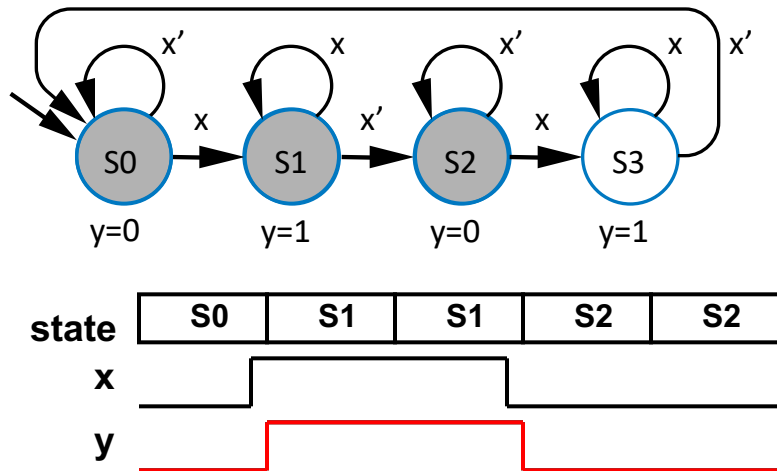 x’ x x’ x x’
x x’ x
S0 S1 S2 S3
y=0 y=1 y=0 y=1
state S0 S1 S1 S2 S2
x
y